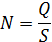 N = Q/S